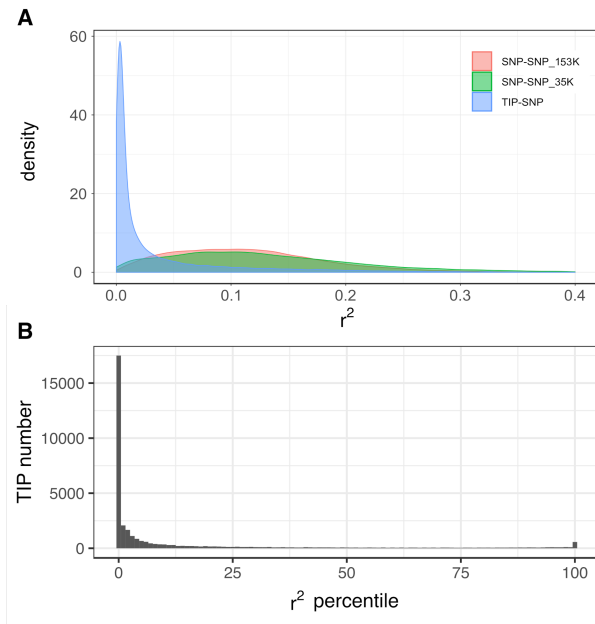 A
60
40
20
0
density
SNP-SNP_153K
SNP-SNP_35K
TIP-SNP
0.0 0.1 0.2 0.3 0.4
r²
B
15000
10000
5000
0
TIP number
0 25 50 75 100
r² percentile